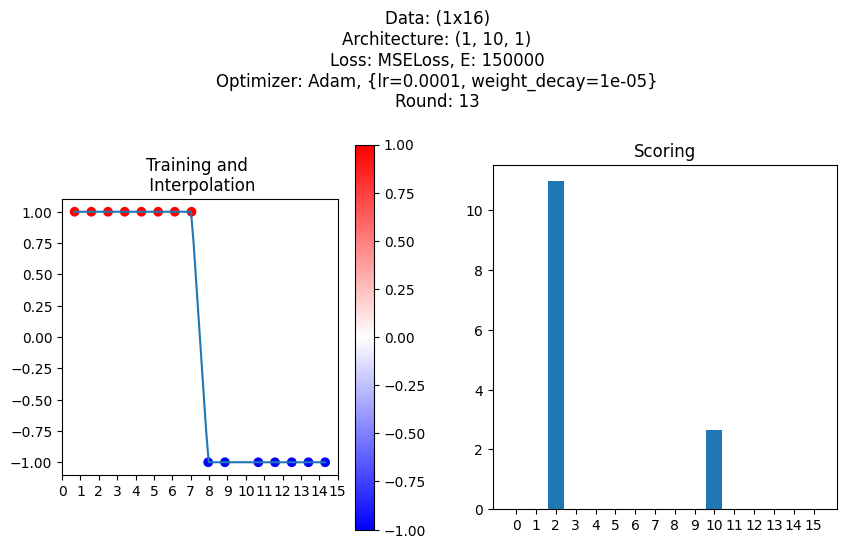 Data: (1x16)
Architecture: (1, 10, 1)
Loss: MSELoss, E: 150000
Optimizer: Adam, {lr=0.0001, weight_decay=1e-05}
Round: 13
Training and
Interpolation
1.00
0.75
0.50
0.25
0.00
−0.25
−0.50
−0.75
−1.00
0 1 2 3 4 5 6 7 8 9 10 11 12 13 14 15
1.00
0.75
0.50
0.25
0.00
−0.25
−0.50
−0.75
−1.00
Scoring
10
8
6
4
2
0
0 1 2 3 4 5 6 7 8 9 10 11 12 13 14 15